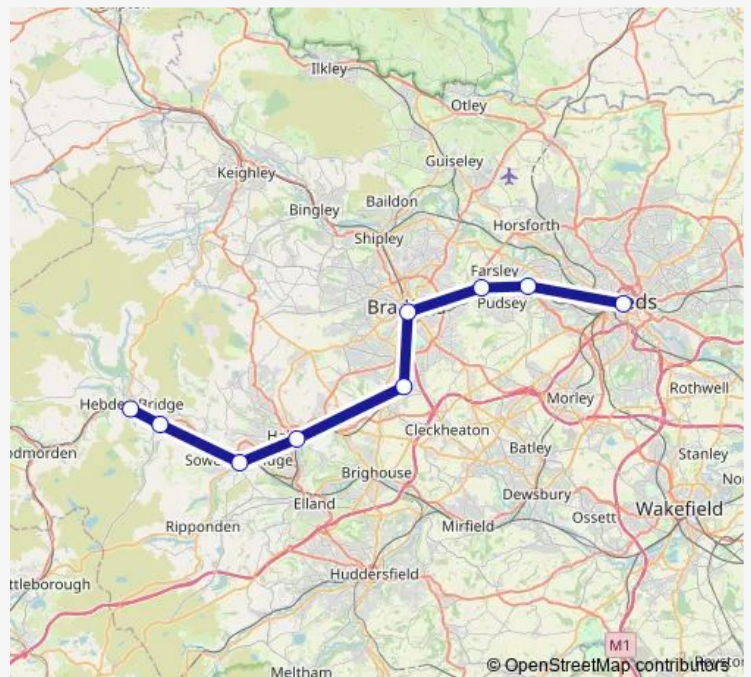 Ilkley
Otley
Guiseley
Keighley
Baildon
Bingley
Horsforth
Shipley
Farsley
Pudsey
Rothwell
Morley
Cleckheaton
Batley
Stanley
Brighouse
Dewsbury
Elland
Ossett
Wakefield
Ripponden
Mirfield
Huddersfield
M1
Meltham
© OpenStreetMap contributors